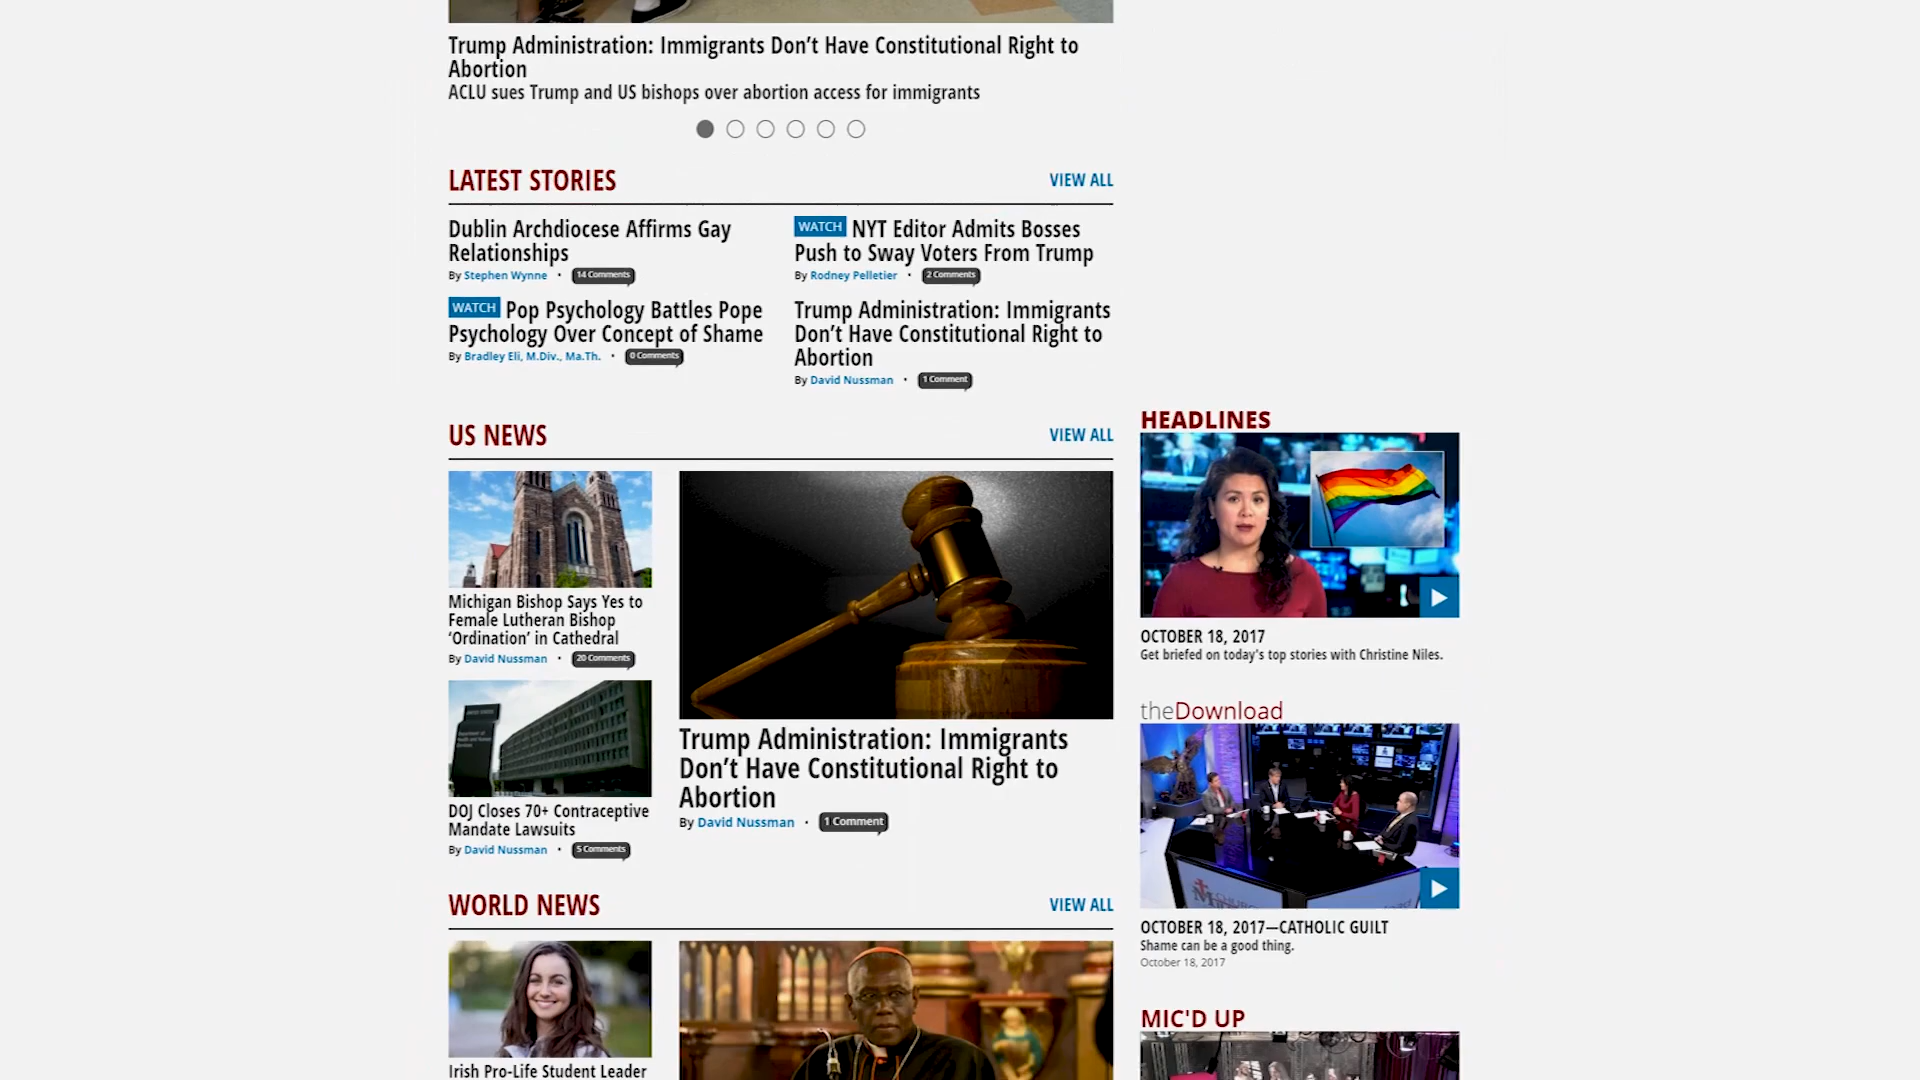 Trump Administration: Immigrants Don’t Have Constitutional Right to
Abortion
ACLU sues Trump and US bishops over abortion access for immigrants
LATEST STORIES
VIEW ALL
Dublin Archdiocese Affirms Gay
Relationships
By Stephen Wynne • 14 Comments
WATCH NYT Editor Admits Bosses
Push to Sway Voters From Trump
By Rodney Pelletier • 2 Comments
WATCH Pop Psychology Battles Pope
Psychology Over Concept of Shame
By Bradley Eli, M.Div., Ma.Th. • 0 Comments
Trump Administration: Immigrants
Don’t Have Constitutional Right to
Abortion
By David Nussman • 1 Comment
US NEWS
VIEW ALL
Michigan Bishop Says Yes to
Female Lutheran Bishop
‘Ordination’ in Cathedral
By David Nussman • 20 Comments
DOJ Closes 70+ Contraceptive
Mandate Lawsuits
By David Nussman • 5 Comments
Trump Administration: Immigrants
Don’t Have Constitutional Right to
Abortion
By David Nussman • 1 Comment
WORLD NEWS
VIEW ALL
Irish Pro-Life Student Leader
HEADLINES
OCTOBER 18, 2017
Get briefed on today’s top stories with Christine Niles.
theDownload
OCTOBER 18, 2017—CATHOLIC GUILT
Shame can be a good thing.
October 18, 2017
MIC'D UP